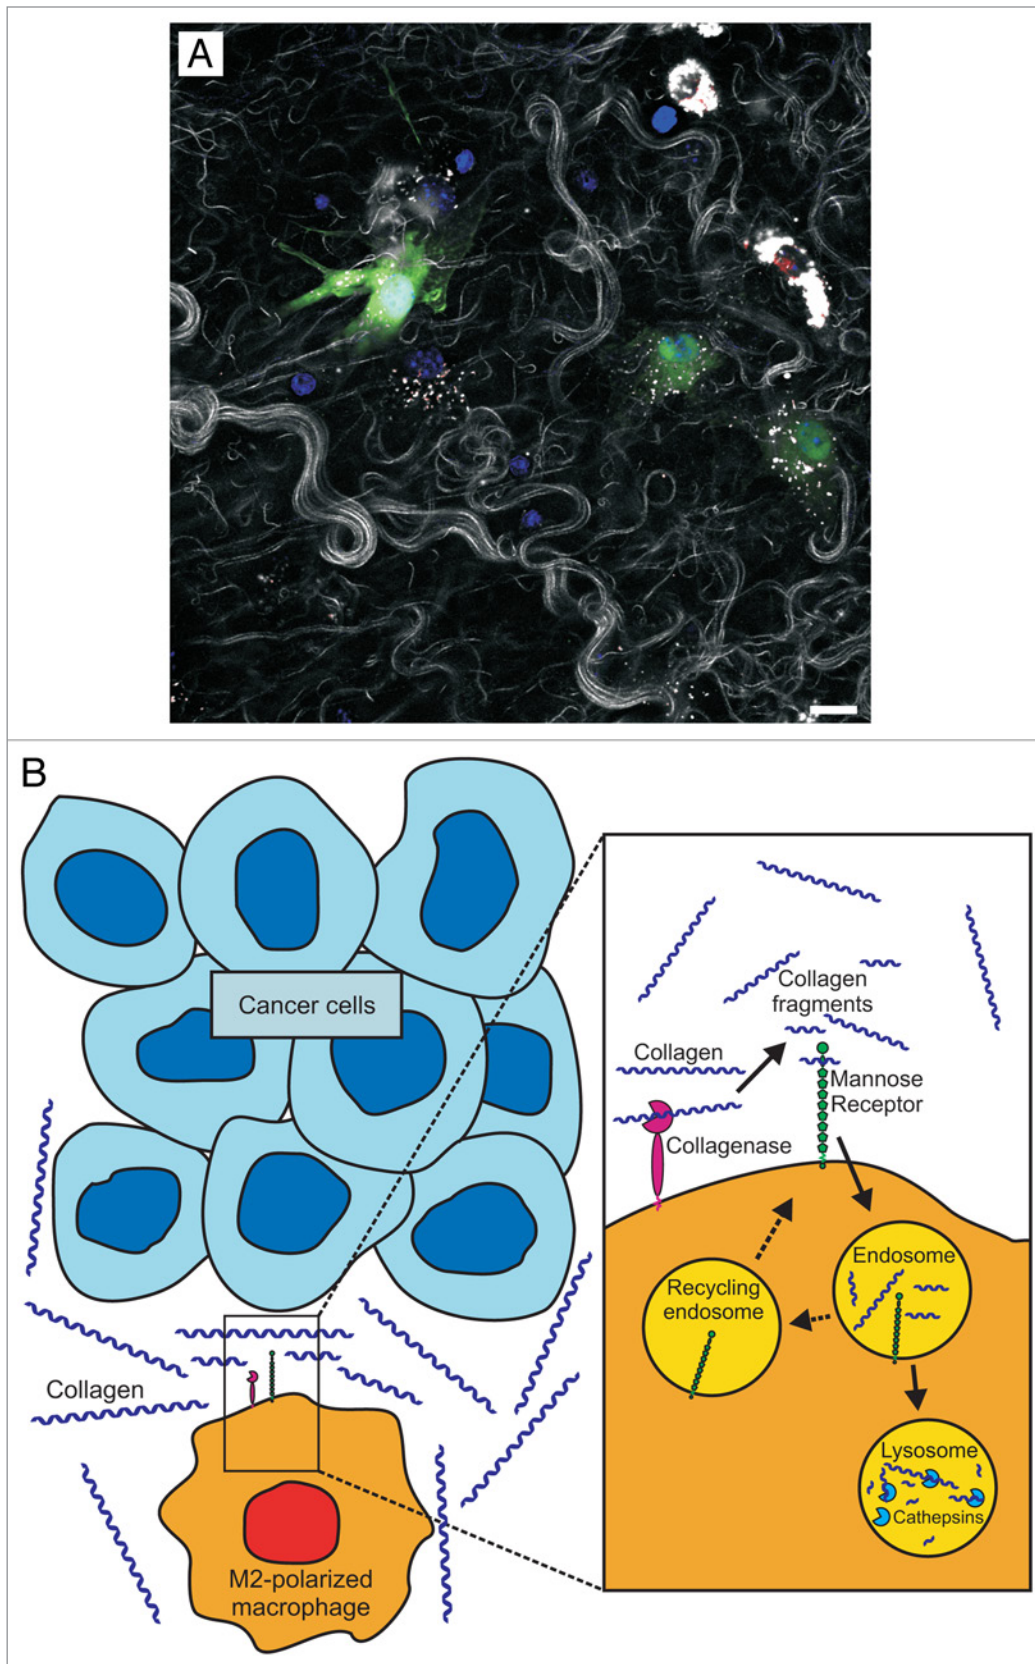 A
B
Cancer cells
Collagen
M2-polarized
macrophage
Collagen
fragments
Collagen
Mannose
Receptor
Collagenase
Endosome
Recycling
endosome
Lysosome
Cathepsins